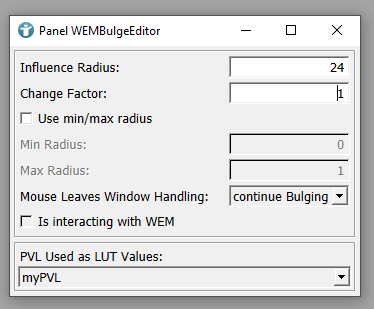 Panel WEMBulgeEditor
Influence Radius: 24
Change Factor: 1
Use min/max radius
Min Radius: 0
Max Radius: 1
Mouse Leaves Window Handling: continue Bulging
Is interacting with WEM
PVL Used as LUT Values:
myPVL